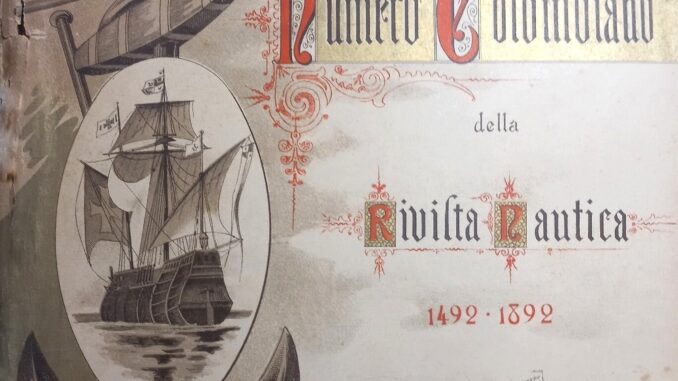 Numero Colombiano
della
Rivista Nautica
1492 · 1892